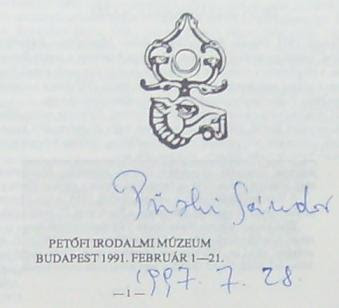 Püski Sándor
PETŐFI IRODALMI MÚZEUM
BUDAPEST 1991. FEBRUÁR 1—21.
1997. 7. 28.
—1—